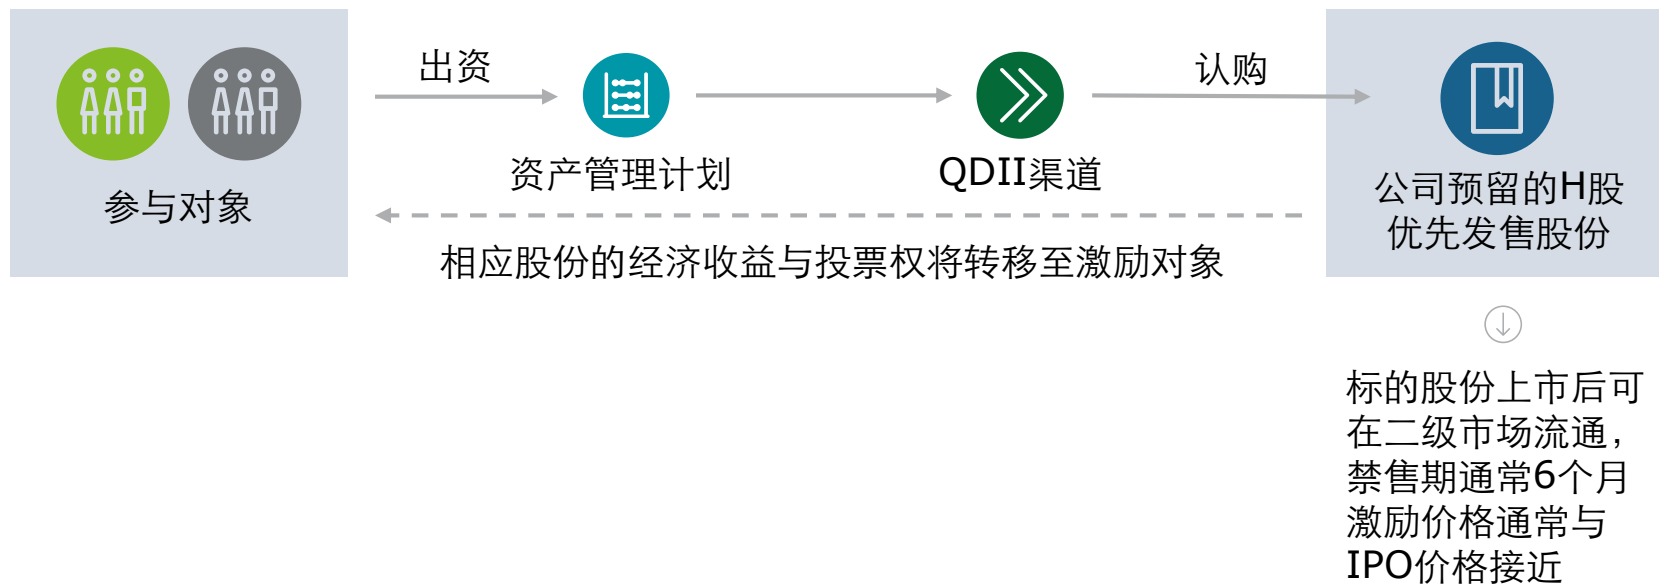 参与对象
出资
资产管理计划
QDII渠道
认购
公司预留的H股
优先发售股份
相应股份的经济收益与投票权将转移至激励对象
标的股份上市后可
在二级市场流通，
禁售期通常6个月
激励价格通常与
IPO价格接近